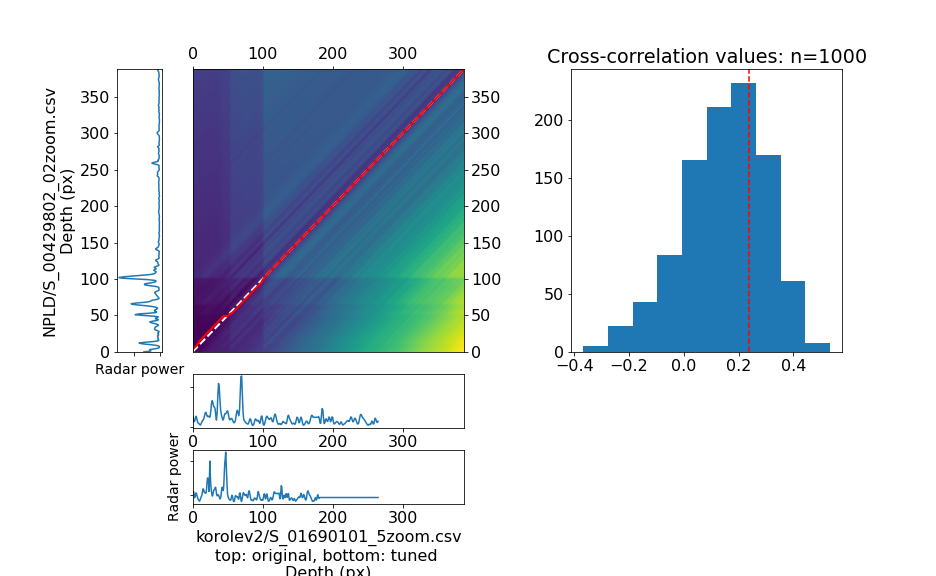 0 100 200 300
Cross-correlation values: n=1000
NPLD/S_00429802_02zoom.csv
Depth (px)
350
300
250
200
150
100
50
0
350
300
250
200
150
100
50
0
200
150
100
50
0
−0.4 −0.2 0.0 0.2 0.4
Radar power
0 100 200 300
Radar power
0 100 200 300
korolev2/S_01690101_5zoom.csv
top: original, bottom: tuned
Depth (px)